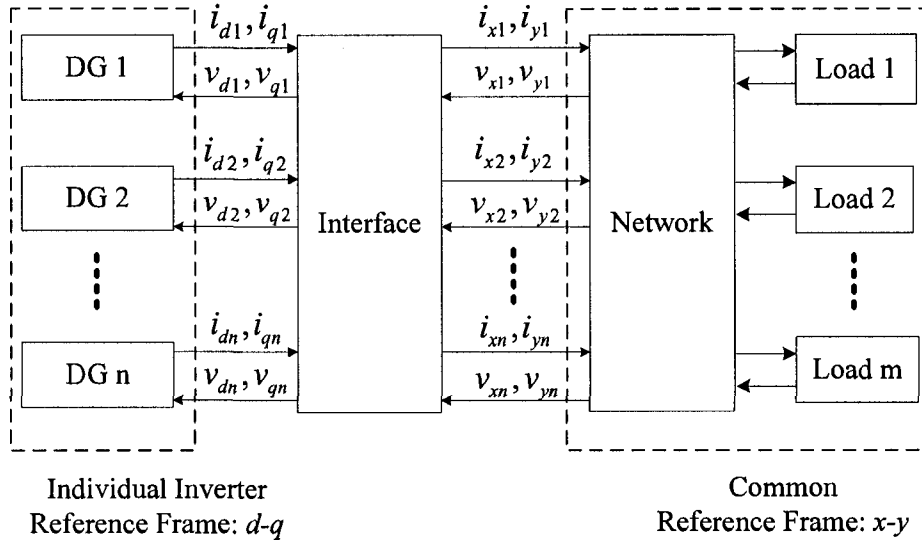 i_{d1}, i_{q1}
i_{x1}, i_{y1}
DG 1
Load 1
v_{d1}, v_{q1}
v_{x1}, v_{y1}
i_{d2}, i_{q2}
i_{x2}, i_{y2}
DG 2
Load 2
v_{d2}, v_{q2}
v_{x2}, v_{y2}
Interface
Network
i_{dn}, i_{qn}
i_{xn}, i_{yn}
DG n
Load m
v_{dn}, v_{qn}
v_{xn}, v_{yn}
Individual Inverter
Reference Frame: d-q
Common
Reference Frame: x-y